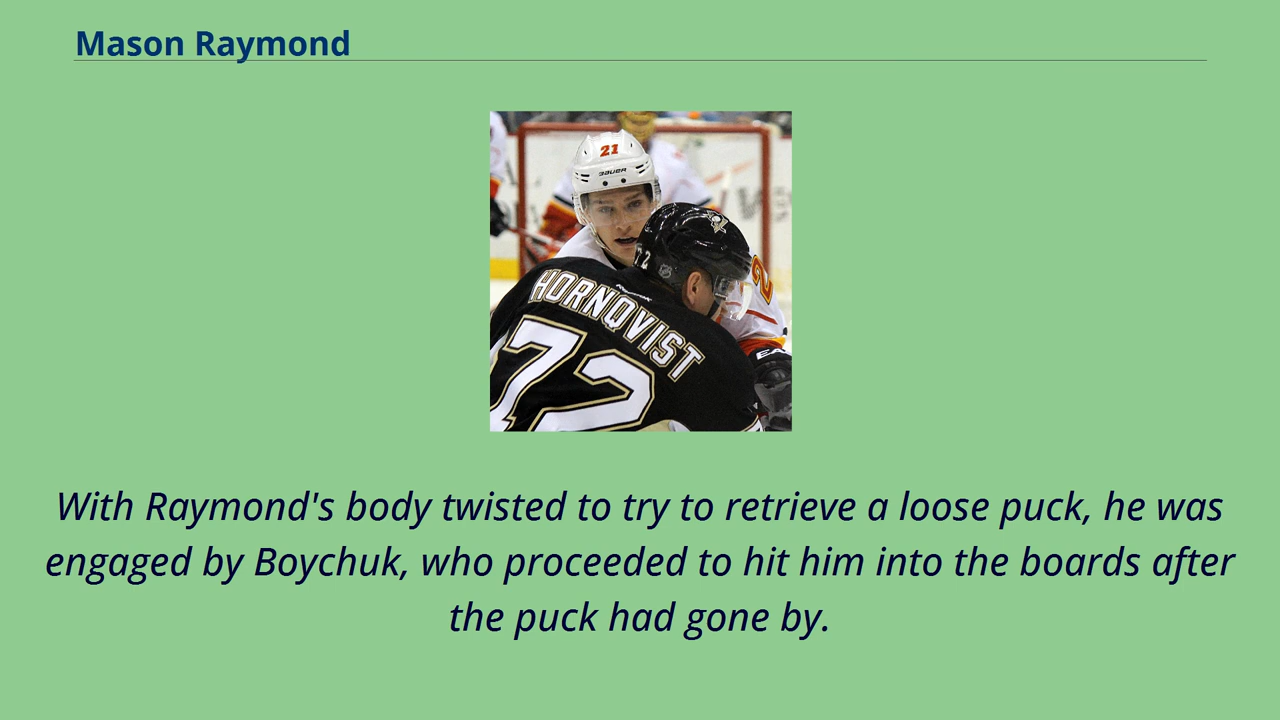 Mason Raymond
21
BAUER
HORNQVIST
72
With Raymond's body twisted to try to retrieve a loose puck, he was
engaged by Boychuk, who proceeded to hit him into the boards after
the puck had gone by.